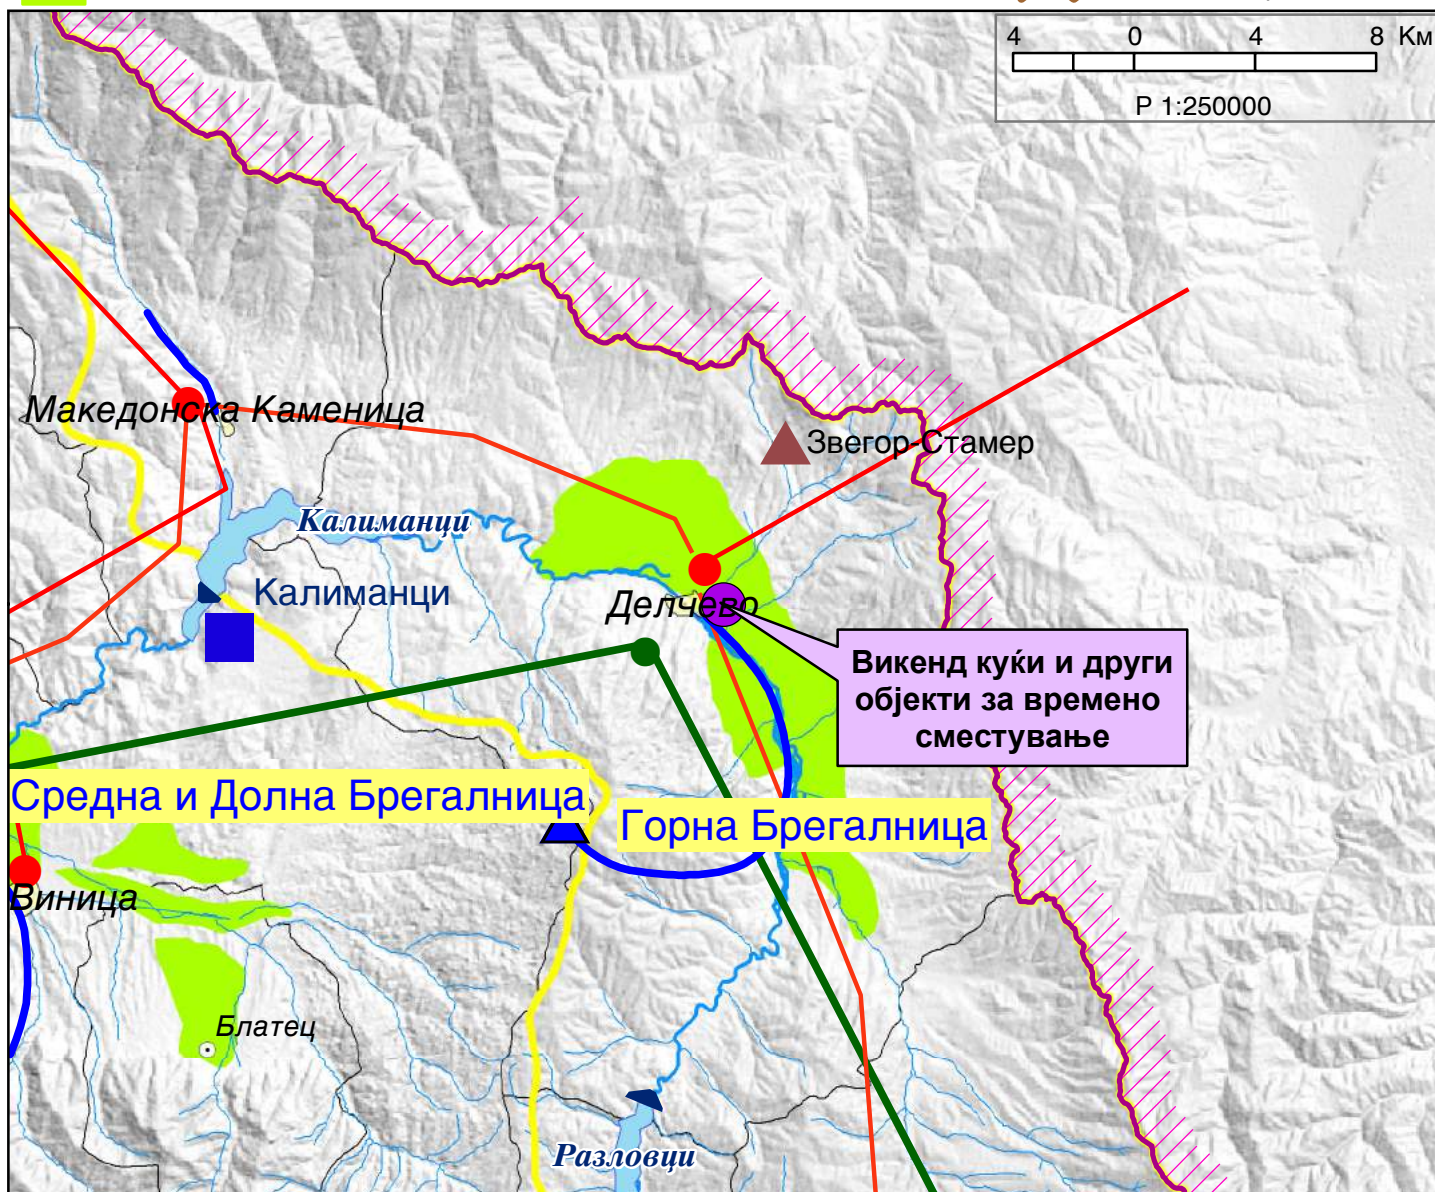 4 0 4 8 Км
Р 1:250000
Македонска Каменица
Звегор-Стамер
Калиманци
Калиманци
Делчево
Викенд куќи и други
објекти за времено
сместување
Средна и Долна Брегалница
Горна Брегалница
Виница
Блатец
Разловци